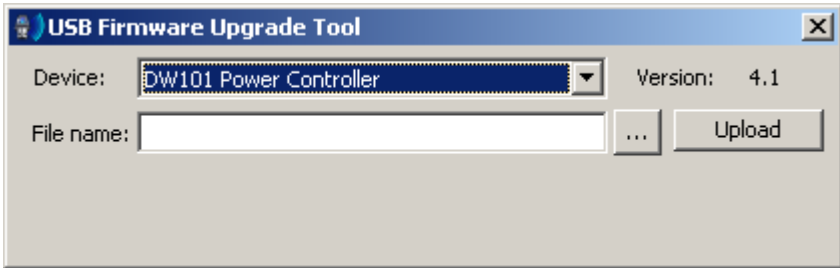 USB Firmware Upgrade Tool
Device: DW101 Power Controller Version: 4.1
File name: ... Upload